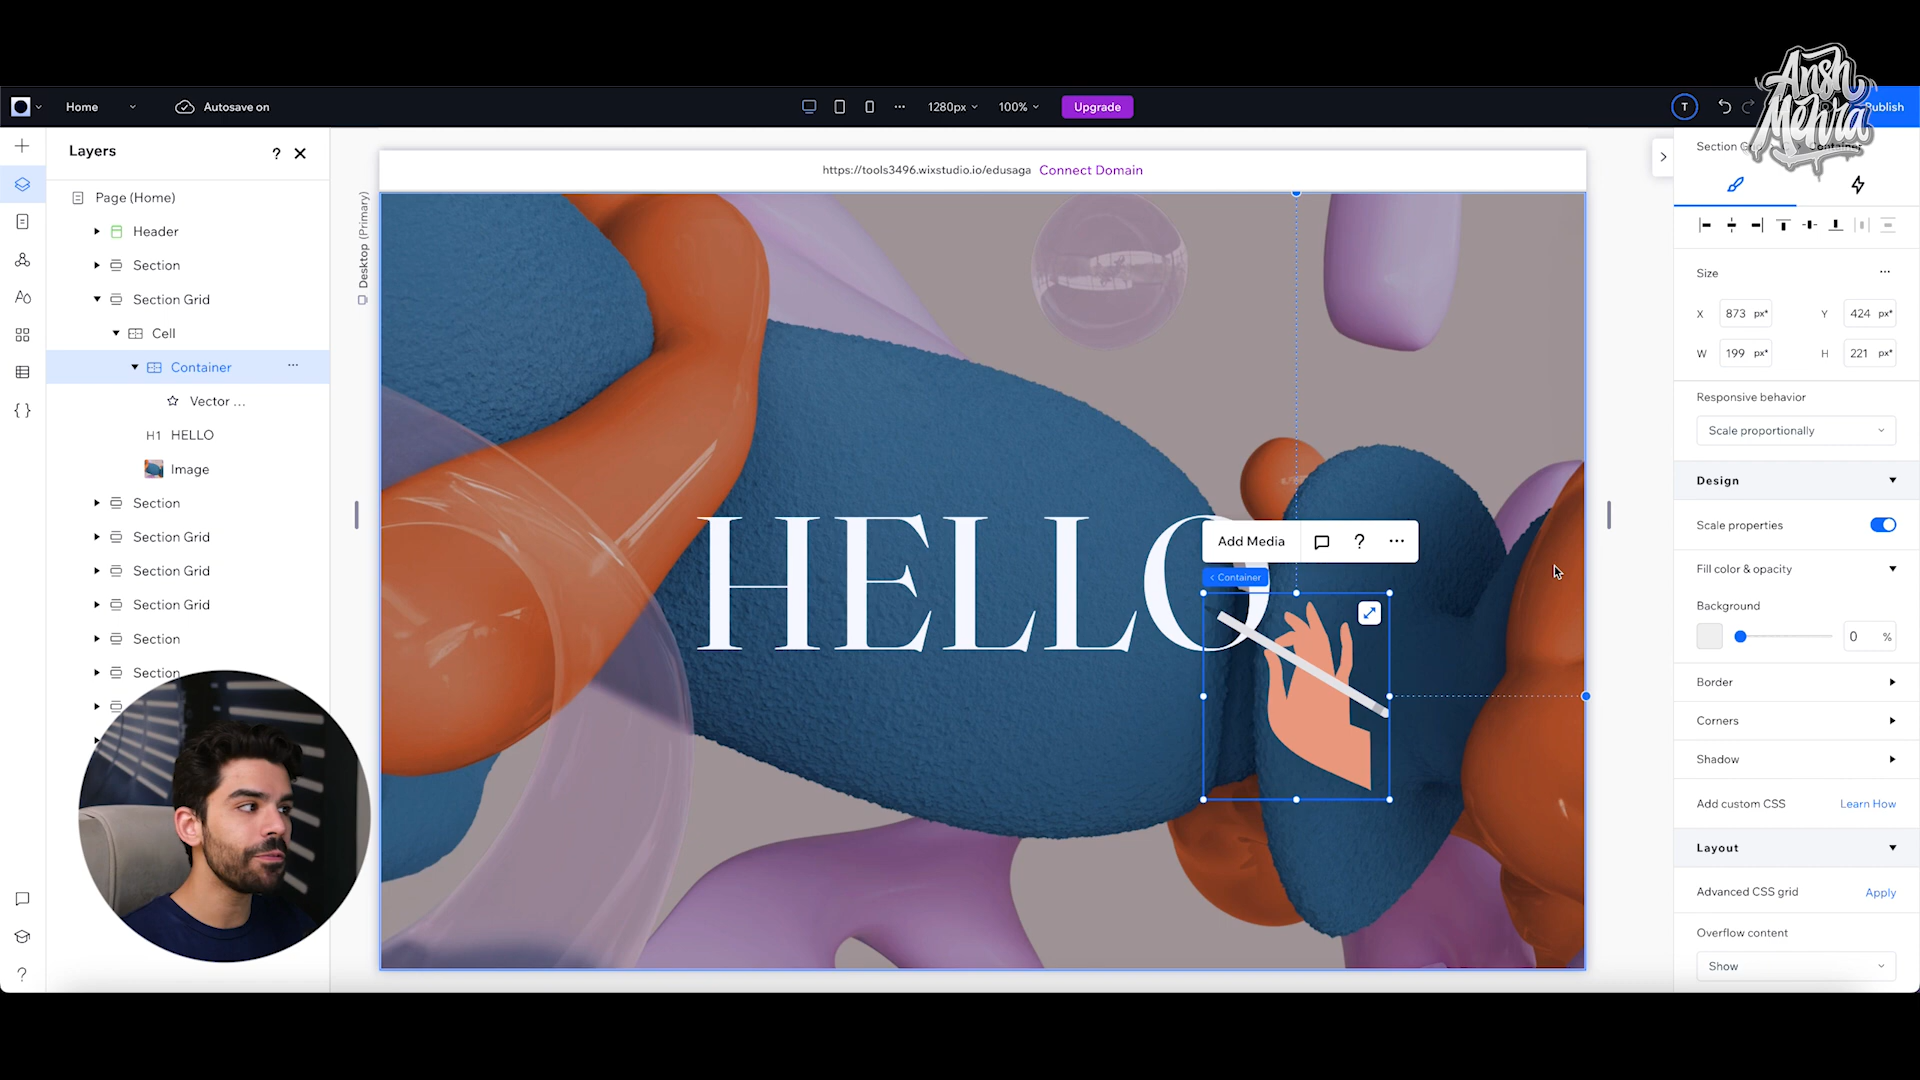 Ansh
Mehra
Home
Autosave on
1280px
100%
Upgrade
T
Publish
Layers
?
https://tools3496.wixstudio.io/edusaga
Connect Domain
Section Gri
Container
Page (Home)
Header
Section
Section Grid
Cell
Container
Vector ...
H1 HELLO
Image
Section
Section Grid
Section Grid
Section Grid
Section
Section
Desktop (Primary)
HELLO
Add Media
?
< Container
Size
X 873 px*
Y 424 px*
W 199 px*
H 221 px*
Responsive behavior
Scale proportionally
Design
Scale properties
Fill color & opacity
Background
0 %
Border
Corners
Shadow
Add custom CSS
Learn How
Layout
Advanced CSS grid
Apply
Overflow content
Show